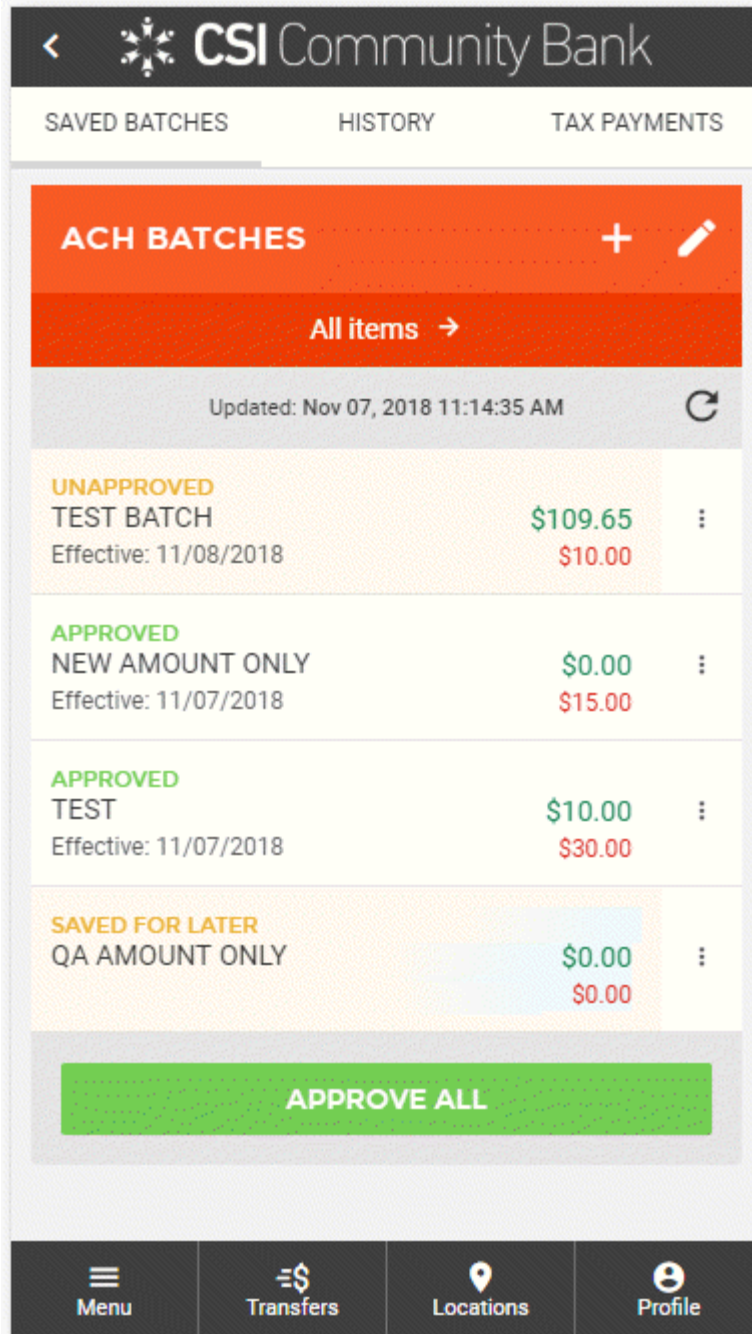 CSI Community Bank
SAVED BATCHES HISTORY TAX PAYMENTS
ACH BATCHES
All items
Updated: Nov 07, 2018 11:14:35 AM
UNAPPROVED
TEST BATCH $109.65
Effective: 11/08/2018 $10.00
APPROVED
NEW AMOUNT ONLY $0.00
Effective: 11/07/2018 $15.00
APPROVED
TEST $10.00
Effective: 11/07/2018 $30.00
SAVED FOR LATER
QA AMOUNT ONLY $0.00
$0.00
APPROVE ALL
Menu Transfers Locations Profile